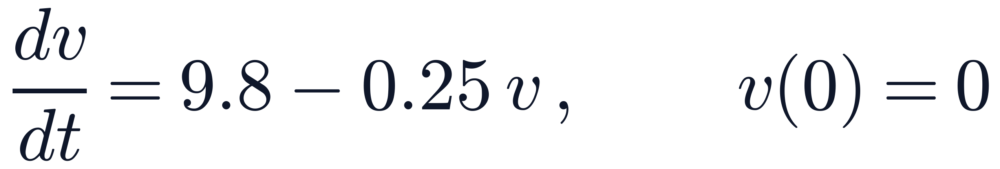 dv/dt = 9.8 − 0.25 v , v(0) = 0